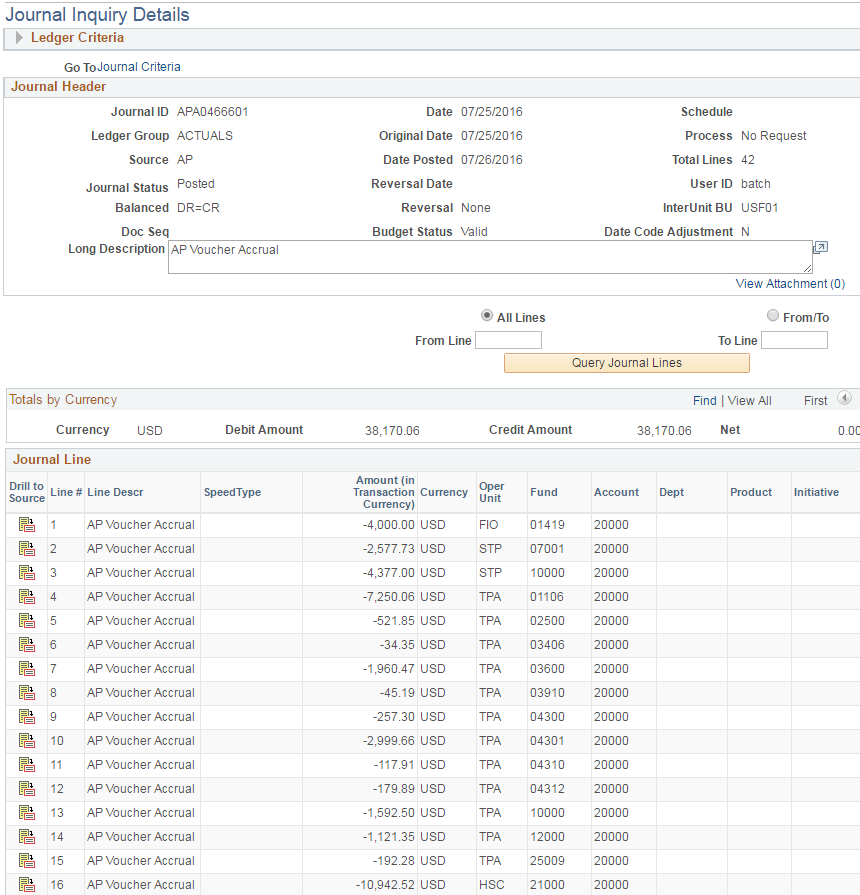 Journal Inquiry Details
Ledger Criteria
Go To Journal Criteria
Journal Header
Journal ID APA0466601 Date 07/25/2016 Schedule
Ledger Group ACTUALS Original Date 07/25/2016 Process No Request
Source AP Date Posted 07/26/2016 Total Lines 42
Journal Status Posted Reversal Date User ID batch
Balanced DR=CR Reversal None InterUnit BU USF01
Doc Seq Budget Status Valid Date Code Adjustment N
Long Description AP Voucher Accrual
View Attachment (0)
All Lines From/To
From Line To Line
Query Journal Lines
Totals by Currency Find | View All First
Currency USD Debit Amount 38,170.06 Credit Amount 38,170.06 Net 0.00
Journal Line
Drill to Source Line # Line Descr SpeedType Amount (in Transaction Currency) Currency Oper Unit Fund Account Dept Product Initiative
1 AP Voucher Accrual -4,000.00 USD FIO 01419 20000
2 AP Voucher Accrual -2,577.73 USD STP 07001 20000
3 AP Voucher Accrual -4,377.00 USD STP 10000 20000
4 AP Voucher Accrual -7,250.06 USD TPA 01106 20000
5 AP Voucher Accrual -521.85 USD TPA 02500 20000
6 AP Voucher Accrual -34.35 USD TPA 03406 20000
7 AP Voucher Accrual -1,960.47 USD TPA 03600 20000
8 AP Voucher Accrual -45.19 USD TPA 03910 20000
9 AP Voucher Accrual -257.30 USD TPA 04300 20000
10 AP Voucher Accrual -2,999.66 USD TPA 04301 20000
11 AP Voucher Accrual -117.91 USD TPA 04310 20000
12 AP Voucher Accrual -179.89 USD TPA 04312 20000
13 AP Voucher Accrual -1,592.50 USD TPA 10000 20000
14 AP Voucher Accrual -1,121.35 USD TPA 12000 20000
15 AP Voucher Accrual -192.28 USD TPA 25009 20000
16 AP Voucher Accrual -10,942.52 USD HSC 21000 20000